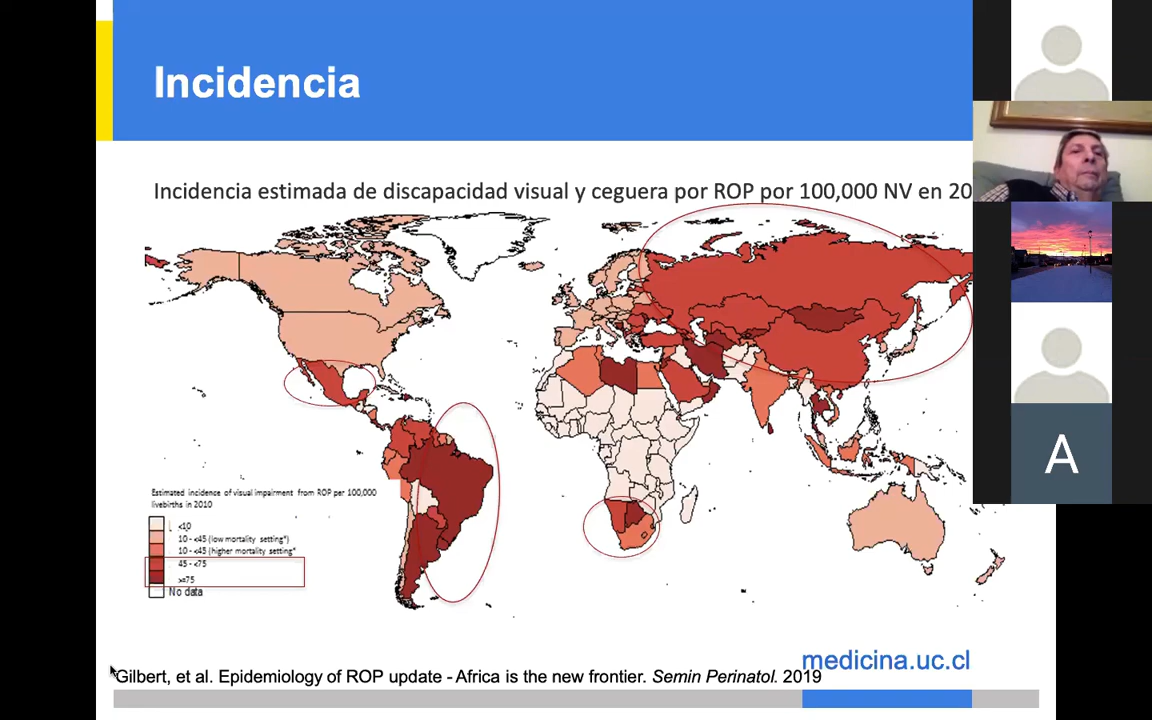 Incidencia
Incidencia estimada de discapacidad visual y ceguera por ROP por 100,000 NV en 20
Estimated incidence of visual impairment from ROP per 100,000
livebirths in 2010
<10
10 - <45 (low mortality setting*)
10 - <45 (higher mortality setting*
45 - <75
>=75
No data
A
medicina.uc.cl
Gilbert, et al. Epidemiology of ROP update - Africa is the new frontier. Semin Perinatol. 2019